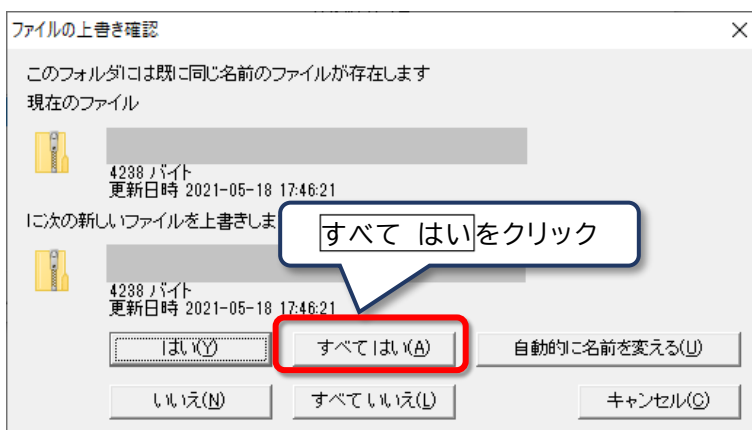 ファイルの上書き確認
このフォルダには既に同じ名前のファイルが存在します
現在のファイル
4238 バイト
更新日時 2021-05-18 17:46:21
に次の新しいファイルを上書きしま
すべて はいをクリック
4238 バイト
更新日時 2021-05-18 17:46:21
はい(Y)
すべてはい(A)
自動的に名前を変える(U)
いいえ(N)
すべていいえ(L)
キャンセル(C)